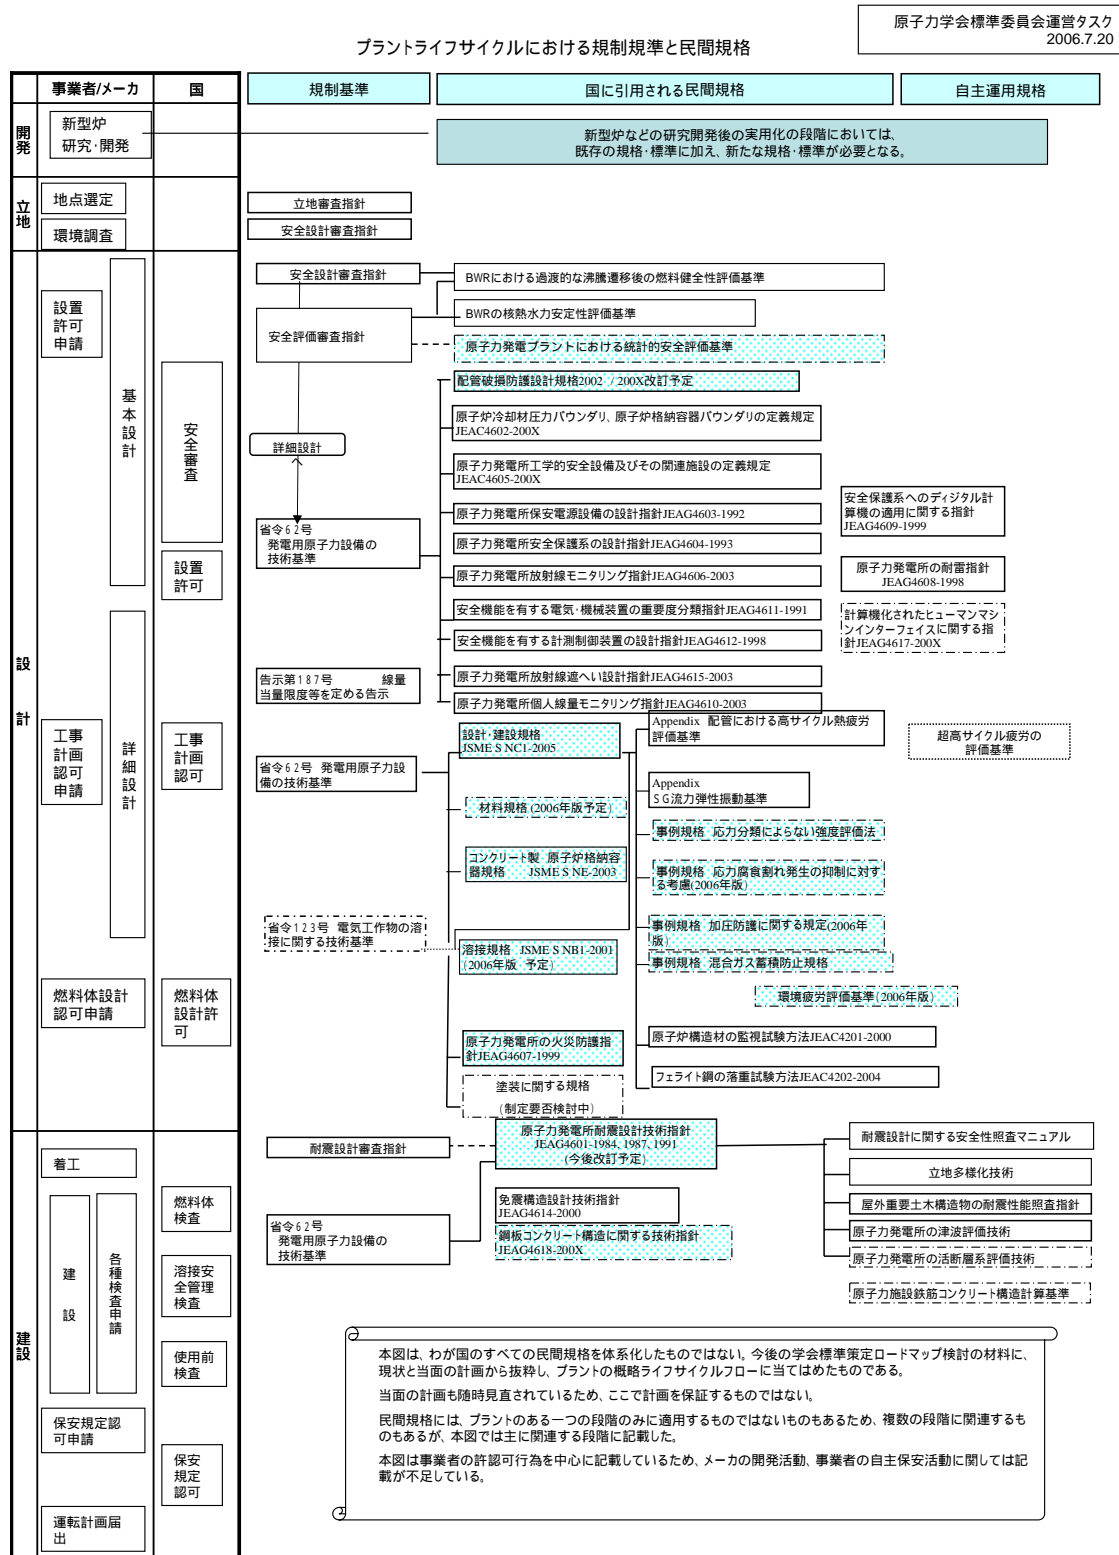 原子力学会標準委員会運営タスク
2006.7.20
プラントライフサイクルにおける規制規準と民間規格
事業者/メーカ
国
規制基準
国に引用される民間規格
自主運用規格
開発
新型炉
研究・開発
新型炉などの研究開発後の実用化の段階においては、
既存の規格・標準に加え、新たな規格・標準が必要となる。
立地
地点選定
環境調査
立地審査指針
安全設計審査指針
設計
設置
許可
申請
基本設計
安全審査
設置
許可
安全設計審査指針
BWRにおける過渡的な沸騰遷移後の燃料健全性評価基準
BWRの核熱水力安定性評価基準
安全評価審査指針
原子力発電プラントにおける統計的安全評価基準
配管破損防護設計規格2002 /200X改訂予定
原子炉冷却材圧力バウンダリ、原子炉格納容器バウンダリの定義規定
JEAC4602-200X
詳細設計
原子力発電所工学的安全設備及びその関連施設の定義規定
JEAC4605-200X
省令62号
発電用原子力設備の
技術基準
原子力発電所保安電源設備の設計指針JEAG4603-1992
原子力発電所安全保護系の設計指針JEAG4604-1993
原子力発電所放射線モニタリング指針JEAG4606-2003
安全機能を有する電気・機械装置の重要度分類指針JEAG4611-1991
安全機能を有する計測制御装置の設計指針JEAG4612-1998
安全保護系へのディジタル計
算機の適用に関する指針
JEAG4609-1999
原子力発電所の耐雷指針
JEAG4608-1998
計算機化されたヒューマンマシ
ンインターフェイスに関する指
針JEAG4617-200X
告示第187号 線量
当量限度等を定める告示
原子力発電所放射線遮へい設計指針JEAG4615-2003
原子力発電所個人線量モニタリング指針JEAG4610-2003
工事
計画
認可
申請
詳細設計
工事
計画
認可
省令62号 発電用原子力設
備の技術基準
設計・建設規格
JSME S NC1-2005
Appendix 配管における高サイクル熱疲労
評価基準
超高サイクル疲労の
評価基準
Appendix
SG流力弾性振動基準
材料規格(2006年版予定)
事例規格 応力分類によらない強度評価法
コンクリート製 原子炉格納容
器規格 JSME S NE-2003
事例規格 応力腐食割れ発生の抑制に対す
る考慮(2006年版)
省令123号 電気工作物の溶
接に関する技術基準
溶接規格 JSME S NB1-2001
(2006年版 予定)
事例規格 加圧防護に関する規定(2006年
版)
事例規格 混合ガス蓄積防止規格
環境疲労評価基準(2006年版)
燃料体設計
認可申請
燃料体
設計許
可
原子力発電所の火災防護指
針JEAG4607-1999
原子炉構造材の監視試験方法JEAC4201-2000
塗装に関する規格
(制定要否検討中)
フェライト鋼の落重試験方法JEAC4202-2004
建設
着工
建設
各種検査申請
燃料体
検査
溶接安
全管理
検査
使用前
検査
耐震設計審査指針
原子力発電所耐震設計技術指針
JEAG4601-1984, 1987, 1991
(今後改訂予定)
耐震設計に関する安全性照査マニュアル
立地多様化技術
省令62号
発電用原子力設備の
技術基準
免震構造設計技術指針
JEAG4614-2000
鋼板コンクリート構造に関する技術指針
JEAG4618-200X
屋外重要土木構造物の耐震性能照査指針
原子力発電所の津波評価技術
原子力発電所の活断層系評価技術
原子力施設鉄筋コンクリート構造計算基準
保安規定認
可申請
保安
規定
認可
運転計画届
出
本図は、わが国のすべての民間規格を体系化したものではない。今後の学会標準策定ロードマップ検討の材料に、
現状と当面の計画から抜粋し、プラントの概略ライフサイクルフローに当てはめたものである。
当面の計画も随時見直されているため、ここで計画を保証するものではない。
民間規格には、プラントのある一つの段階のみに適用するものではないものもあるため、複数の段階に関連するも
のもあるが、本図では主に関連する段階に記載した。
本図は事業者の許認可行為を中心に記載しているため、メーカの開発活動、事業者の自主保安活動に関しては記
載が不足している。